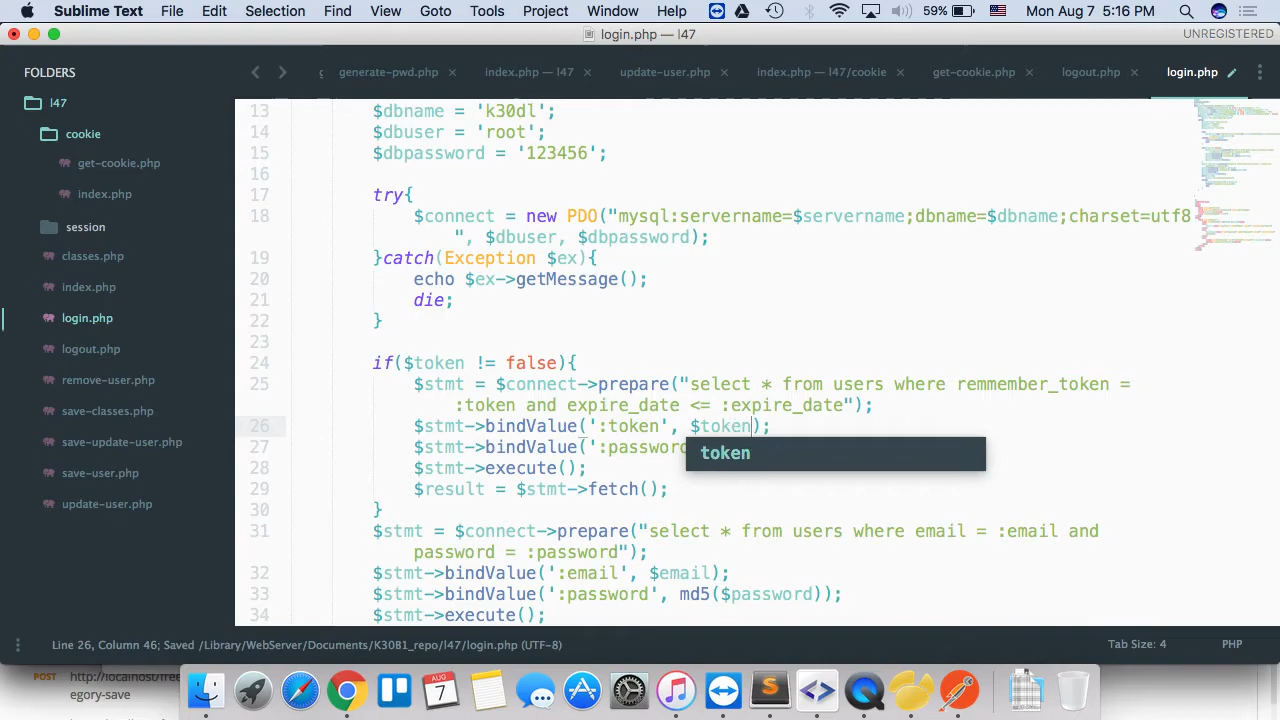 Sublime Text File Edit Selection Find View Goto Tools Project Window Help 59% Mon Aug 7 5:16 PM
login.php — l47 UNREGISTERED
FOLDERS
l47
cookie
get-cookie.php
index.php
session
classes.php
index.php
login.php
logout.php
remove-user.php
save-classes.php
save-update-user.php
save-user.php
update-user.php
generate-pwd.php × index.php — l47 × update-user.php × index.php — l47/cookie × get-cookie.php × logout.php × login.php
13 $dbname = 'k30dl';
14 $dbuser = 'root';
15 $dbpassword = '123456';
16
17 try{
18 $connect = new PDO("mysql:servername=$servername;dbname=$dbname;charset=utf8
", $dbuser, $dbpassword);
19 }catch(Exception $ex){
20 echo $ex->getMessage();
21 die;
22 }
23
24 if($token != false){
25 $stmt = $connect->prepare("select * from users where remmember_token =
:token and expire_date <= :expire_date");
26 $stmt->bindValue(':token', $token);
27 $stmt->bindValue(':password
token
28 $stmt->execute();
29 $result = $stmt->fetch();
30 }
31 $stmt = $connect->prepare("select * from users where email = :email and
password = :password");
32 $stmt->bindValue(':email', $email);
33 $stmt->bindValue(':password', md5($password));
34 $stmt->execute();
Line 26, Column 46; Saved /Library/WebServer/Documents/K3081_repo/l47/login.php (UTF-8) Tab Size: 4 PHP
POST http://localhost/free
egory-save
7